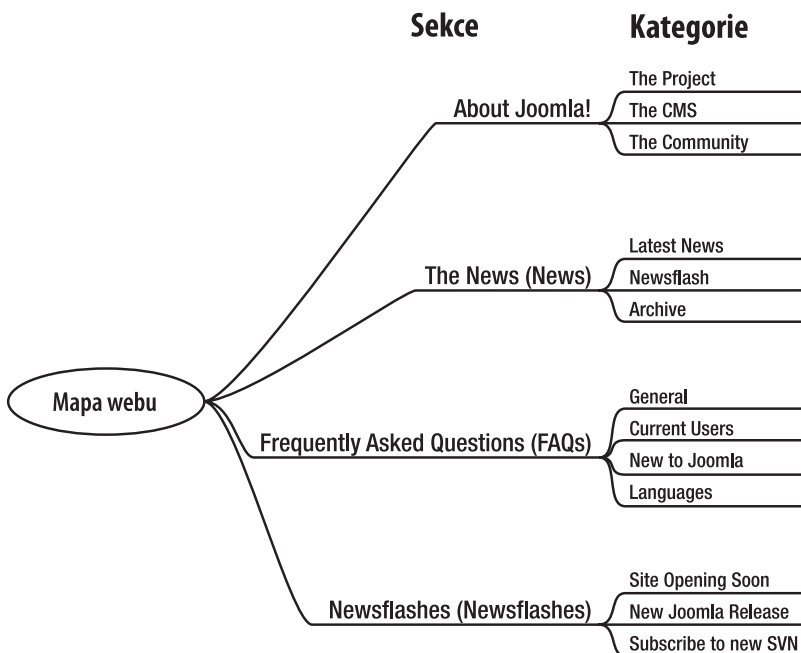 Sekce
Kategorie
About Joomla!
The Project
The CMS
The Community
The News (News)
Latest News
Newsflash
Archive
Mapa webu
Frequently Asked Questions (FAQs)
General
Current Users
New to Joomla
Languages
Newsflashes (Newsflashes)
Site Opening Soon
New Joomla Release
Subscribe to new SVN